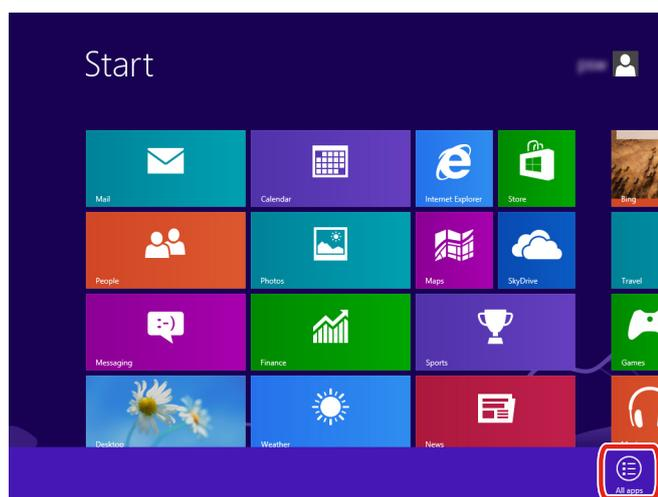 Start
Mail
Calendar
Internet Explorer
Store
Bing
People
Photos
Maps
SkyDrive
Travel
Messaging
:-)
Finance
Sports
Games
Desktop
Weather
News
All apps